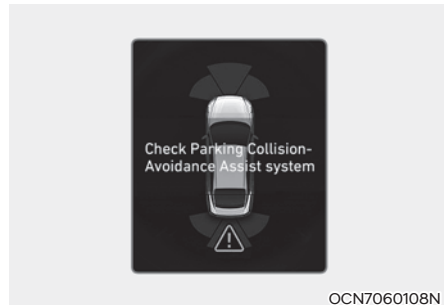 Check Parking Collision-
Avoidance Assist system
OCN7060108N